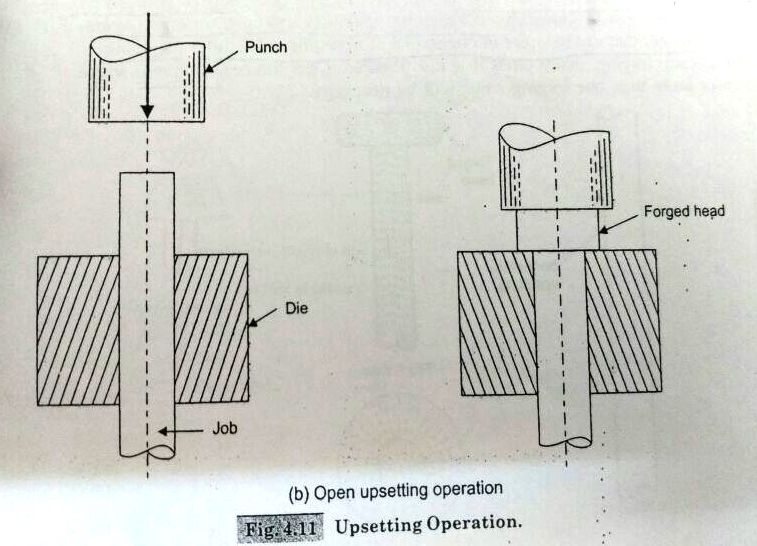 Punch
Forged head
Die
Job
(b) Open upsetting operation
Fig. 4.11 Upsetting Operation.